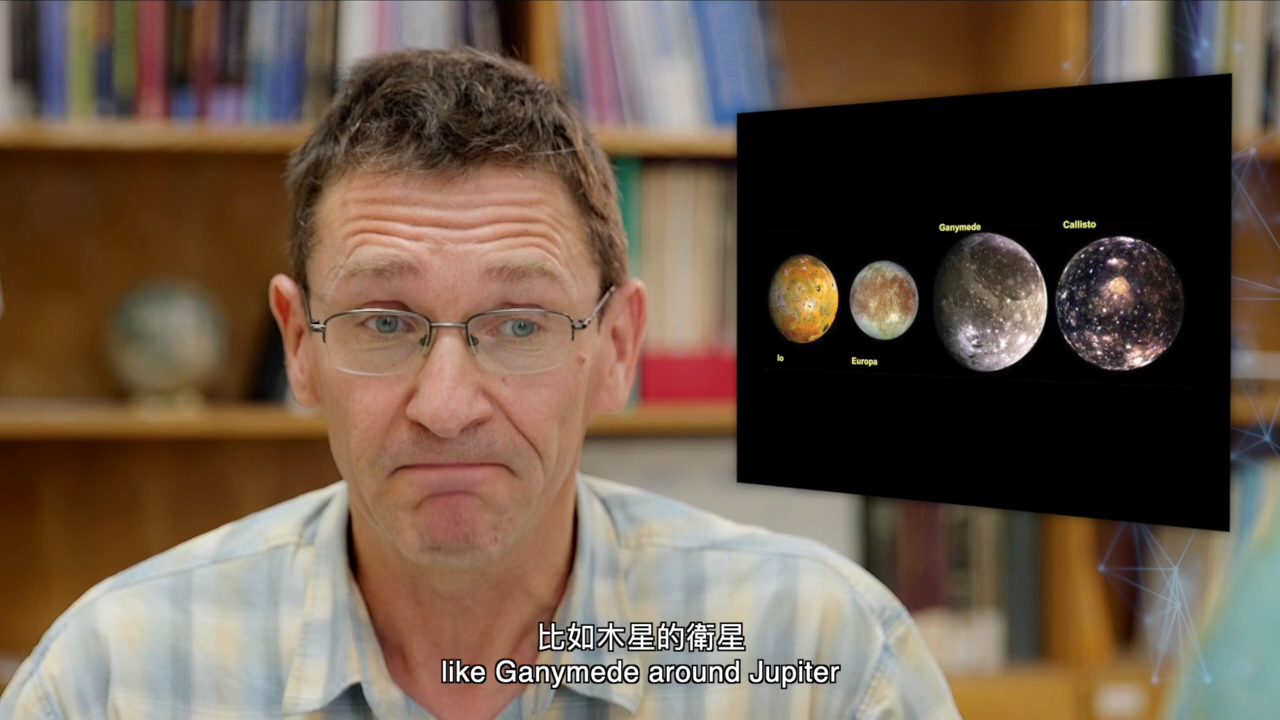 Ganymede
Callisto
Io
Europa
比如木星的衛星
like Ganymede around Jupiter